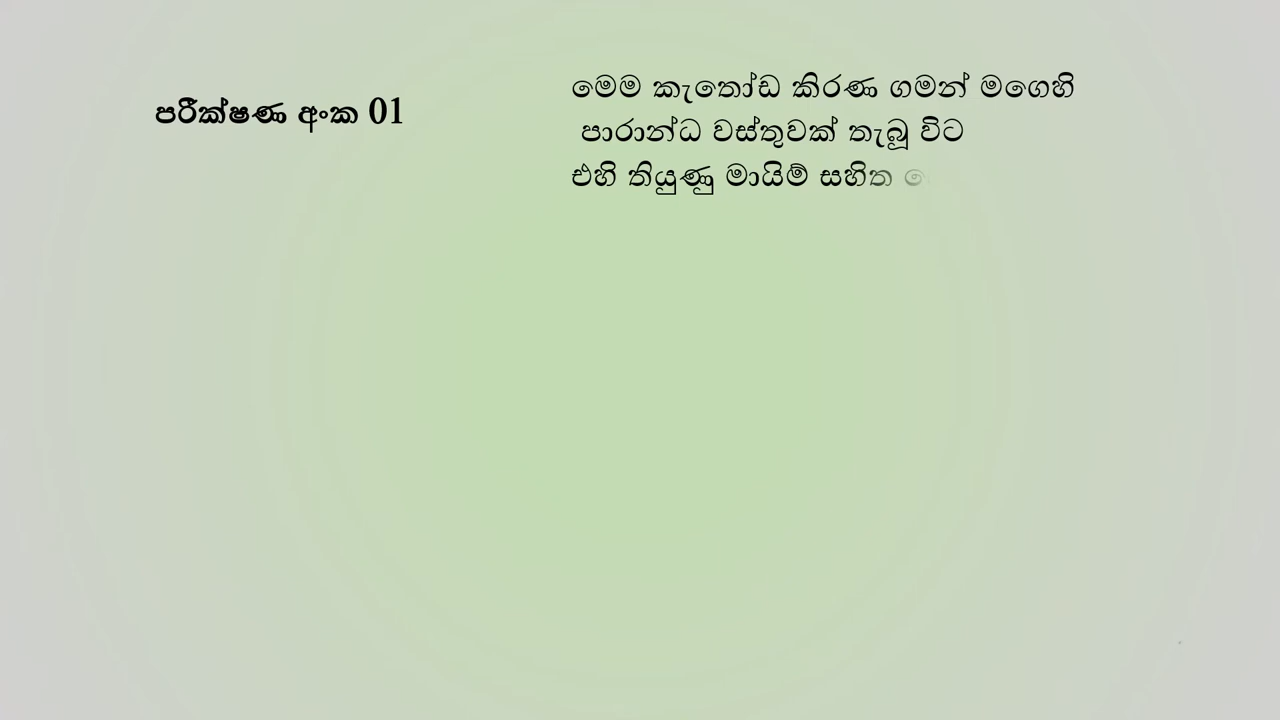 පරීක්ෂණ අංක 01
මෙම කැතෝඩ කිරණ ගමන් මගෙහි
පාරාන්ධ වස්තුවක් තැබූ විට
එහි තියුණු මායිම් සහිත